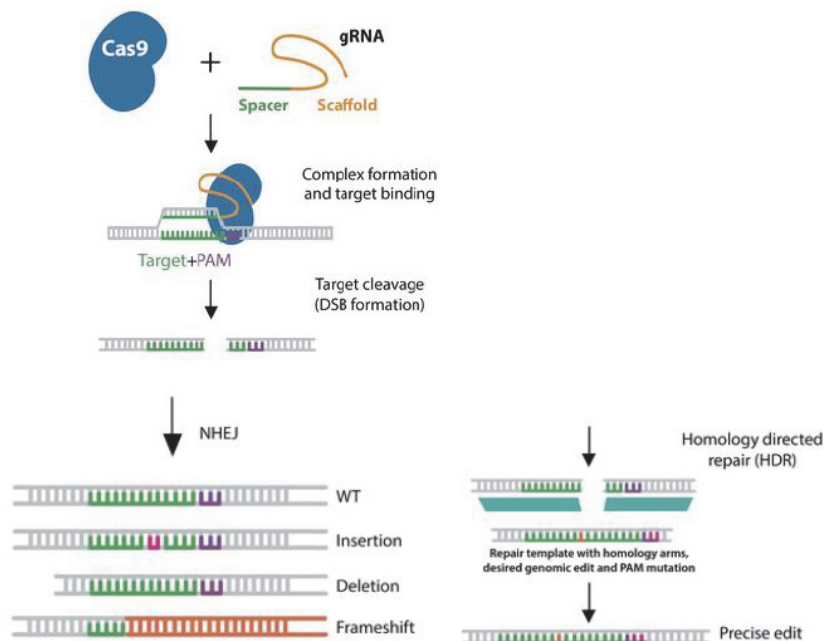 Cas9
+
gRNA
Spacer
Scaffold
Complex formation
and target binding
Target+PAM
Target cleavage
(DSB formation)
NHEJ
WT
Insertion
Deletion
Frameshift
Homology directed
repair (HDR)
Repair template with homology arms,
desired genomic edit and PAM mutation
Precise edit